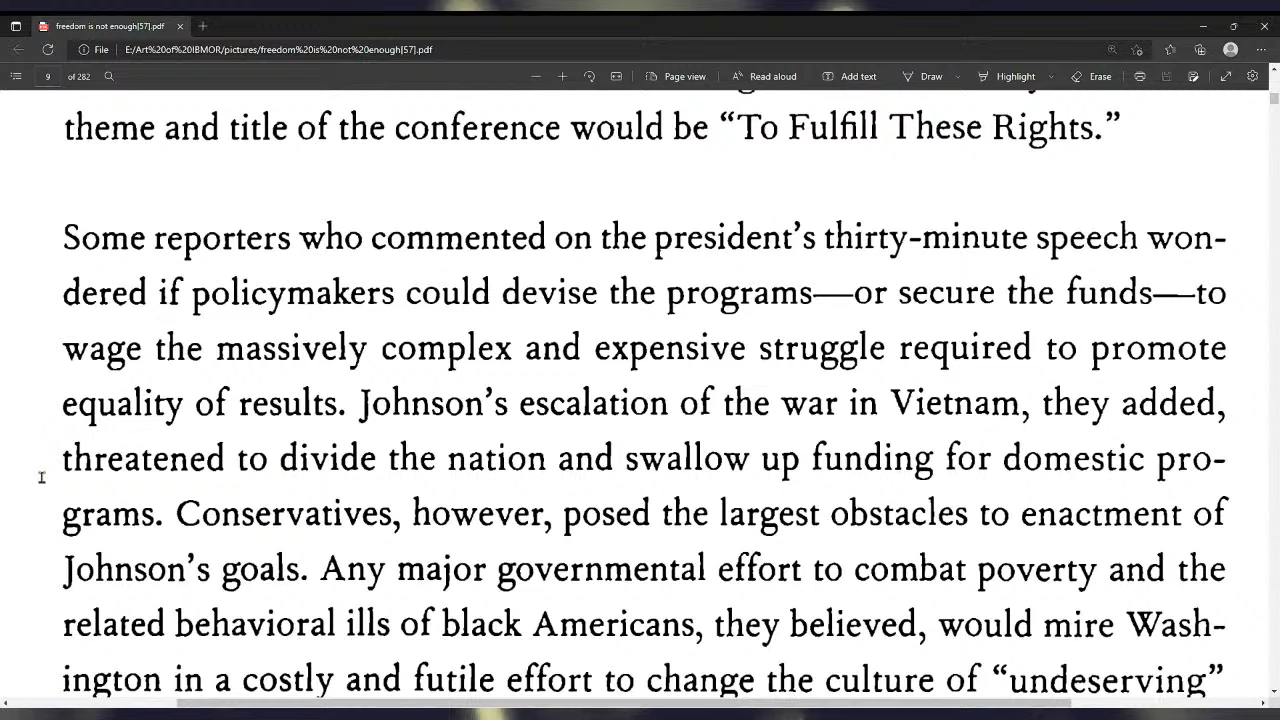 freedom is not enough[57].pdf
File E:/Art%20of%20IBMOR/pictures/freedom%20is%20not%20enough[57].pdf
9 of 282 Page view Read aloud Add text Draw Highlight Erase
theme and title of the conference would be “To Fulfill These Rights.”
Some reporters who commented on the president’s thirty-minute speech won-
dered if policymakers could devise the programs—or secure the funds—to
wage the massively complex and expensive struggle required to promote
equality of results. Johnson’s escalation of the war in Vietnam, they added,
threatened to divide the nation and swallow up funding for domestic pro-
grams. Conservatives, however, posed the largest obstacles to enactment of
Johnson’s goals. Any major governmental effort to combat poverty and the
related behavioral ills of black Americans, they believed, would mire Wash-
ington in a costly and futile effort to change the culture of “undeserving”